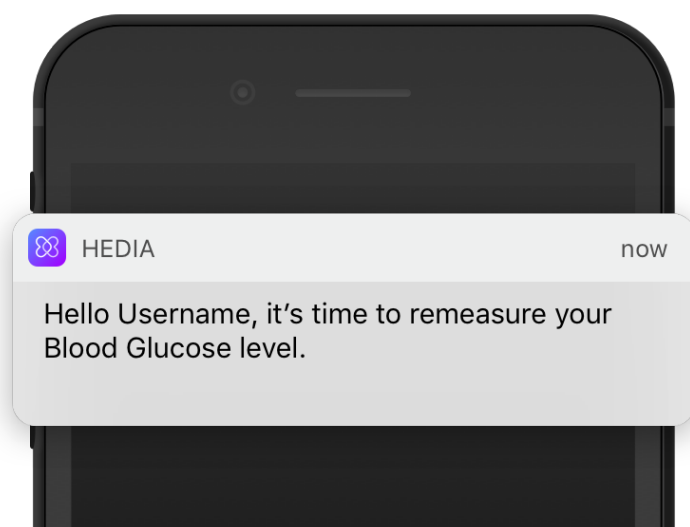 HEDIA now
Hello Username, it’s time to remeasure your
Blood Glucose level.